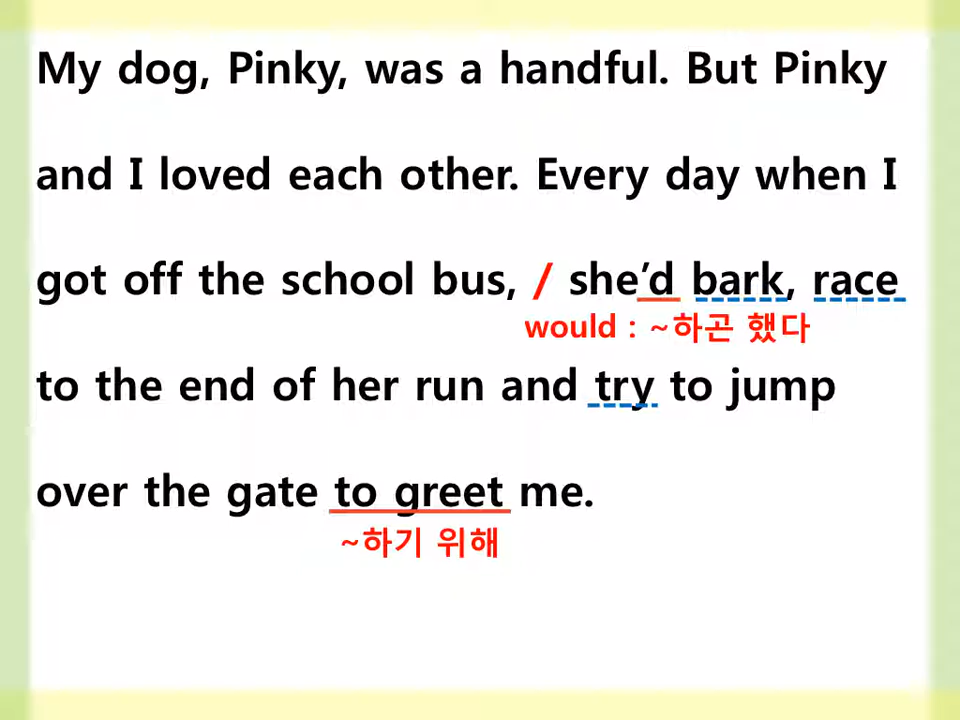 My dog, Pinky, was a handful. But Pinky
and I loved each other. Every day when I
got off the school bus, / she’d bark, race
would : ~하곤 했다
to the end of her run and try to jump
over the gate to greet me.
~하기 위해